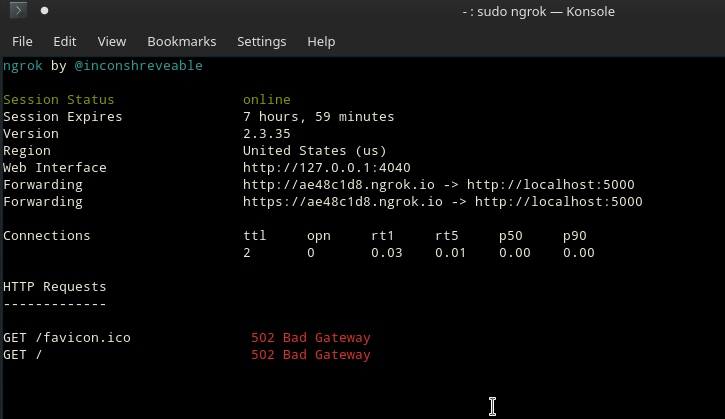 - : sudo ngrok — Konsole
File Edit View Bookmarks Settings Help
ngrok by @inconshreveable
Session Status online
Session Expires 7 hours, 59 minutes
Version 2.3.35
Region United States (us)
Web Interface http://127.0.0.1:4040
Forwarding http://ae48c1d8.ngrok.io -> http://localhost:5000
Forwarding https://ae48c1d8.ngrok.io -> http://localhost:5000
Connections ttl opn rt1 rt5 p50 p90
2 0 0.03 0.01 0.00 0.00
HTTP Requests
-------------
GET /favicon.ico 502 Bad Gateway
GET / 502 Bad Gateway